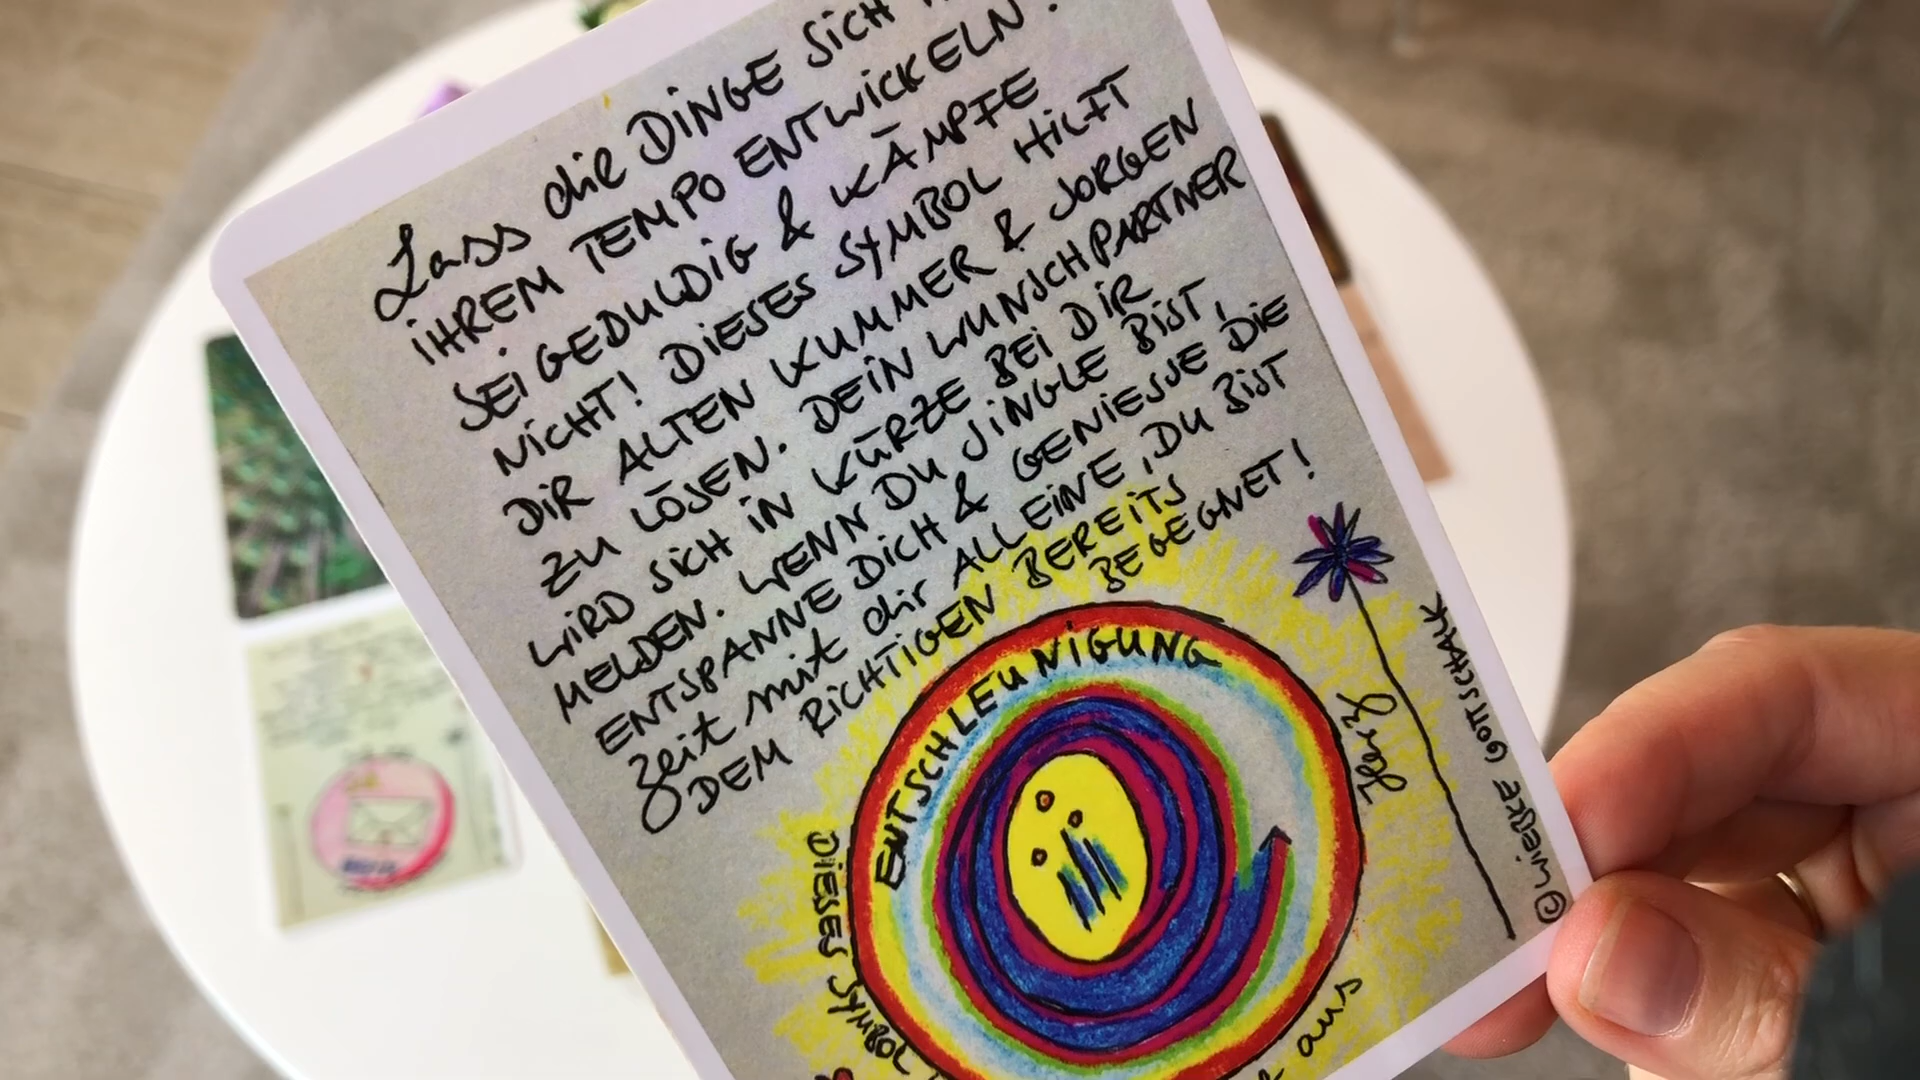 Lass die DINGE SiCH
iHREM TEMPO ENTWiCKELN!
SEi GEDULDiG & KÄMPFE
NiCHT! DiESES SYMBOL HiLFT
DiR ALTEN KUMMER & SORGEN
ZU LÖSEN. DEiN WUNSCHPARTNER
WiRD SiCH iN KÜRZE BEi DiR
MELDEN. WENN DU SiNGLE BiST,
ENTSPANNE DiCH & GENiESSE DiE
Zeit mit dir ALLEiNE, DU BiST
DEM RiCHTiGEN BEREiTS
BEGEGNET!
ENTSCHLEUNiGUNG
DiESES SYMBOL
aus
Herz
© WiEBKE GOTTSCHALK